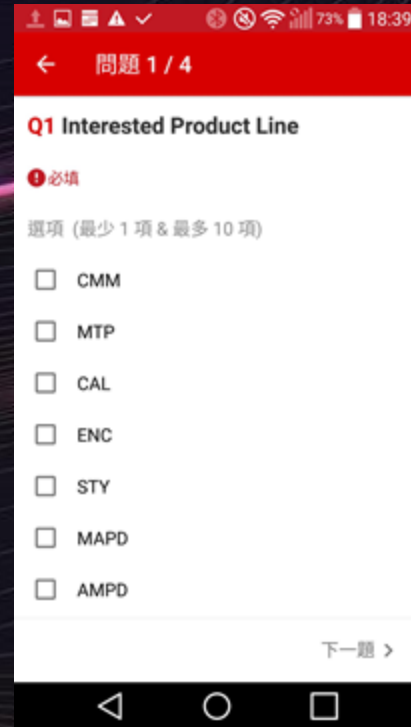 73% 18:39
問題 1 / 4
Q1 Interested Product Line
必填
選項 (最少 1 項 & 最多 10 項)
CMM
MTP
CAL
ENC
STY
MAPD
AMPD
下一題